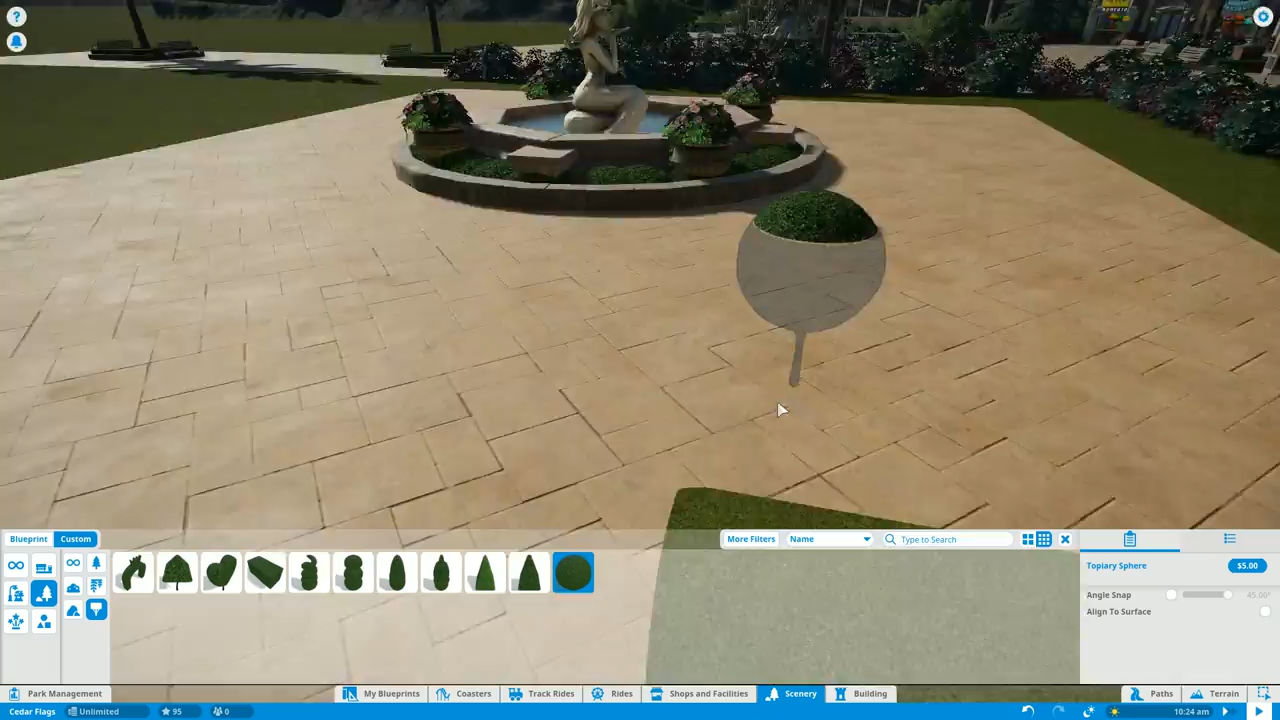 Blueprint Custom
More Filters Name Type to Search
Topiary Sphere $5.00
Angle Snap 45.00°
Align To Surface
Park Management My Blueprints Coasters Track Rides Rides Shops and Facilities Scenery Building Paths Terrain
Cedar Flags Unlimited 95 0 10:24 am